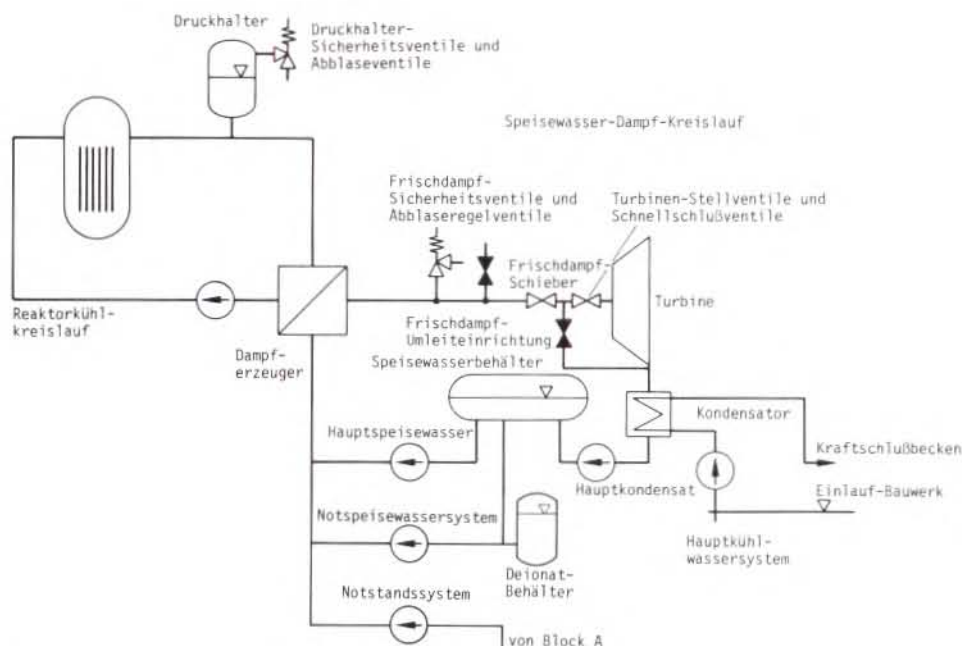 Druckhalter
Druckhalter-
Sicherheitsventile und
Abblaseventile
Speisewasser-Dampf-Kreislauf
Frischdampf-
Sicherheitsventile und
Abblaseregelventile
Turbinen-Stellventile und
Schnellschlußventile
Frischdampf-
Schieber
Turbine
Reaktorkühl-
kreislauf
Frischdampf-
Umleiteinrichtung
Dampf-
erzeuger
Speisewasserbehälter
Kondensator
Hauptspeisewasser
Kraftschlußbecken
Hauptkondensat
Einlauf-Bauwerk
Notspeisewassersystem
Hauptkühl-
wassersystem
Deionat-
Behälter
Notstandssystem
von Block A